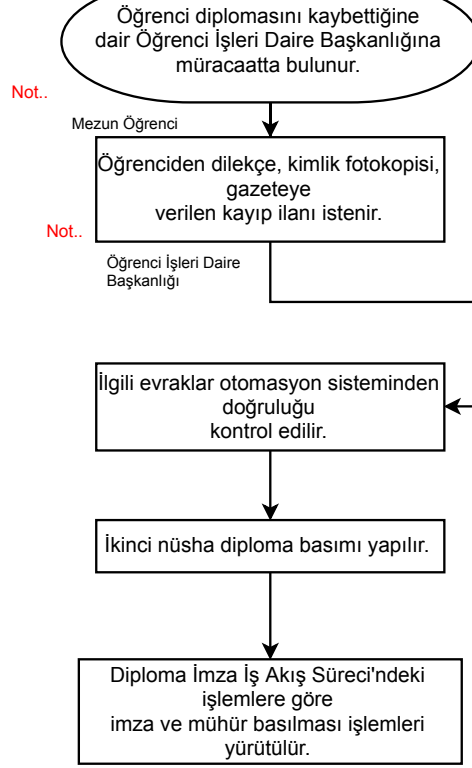 Öğrenci diplomasını kaybettiğine
dair Öğrenci İşleri Daire Başkanlığına
müracaatta bulunur.
Not..
Mezun Öğrenci
Öğrenciden dilekçe, kimlik fotokopisi,
gazeteye
verilen kayıp ilanı istenir.
Not..
Öğrenci İşleri Daire
Başkanlığı
İlgili evraklar otomasyon sisteminden
doğruluğu
kontrol edilir.
İkinci nüsha diploma basımı yapılır.
Diploma İmza İş Akış Süreci'ndeki
işlemlere göre
imza ve mühür basılması işlemleri
yürütülür.